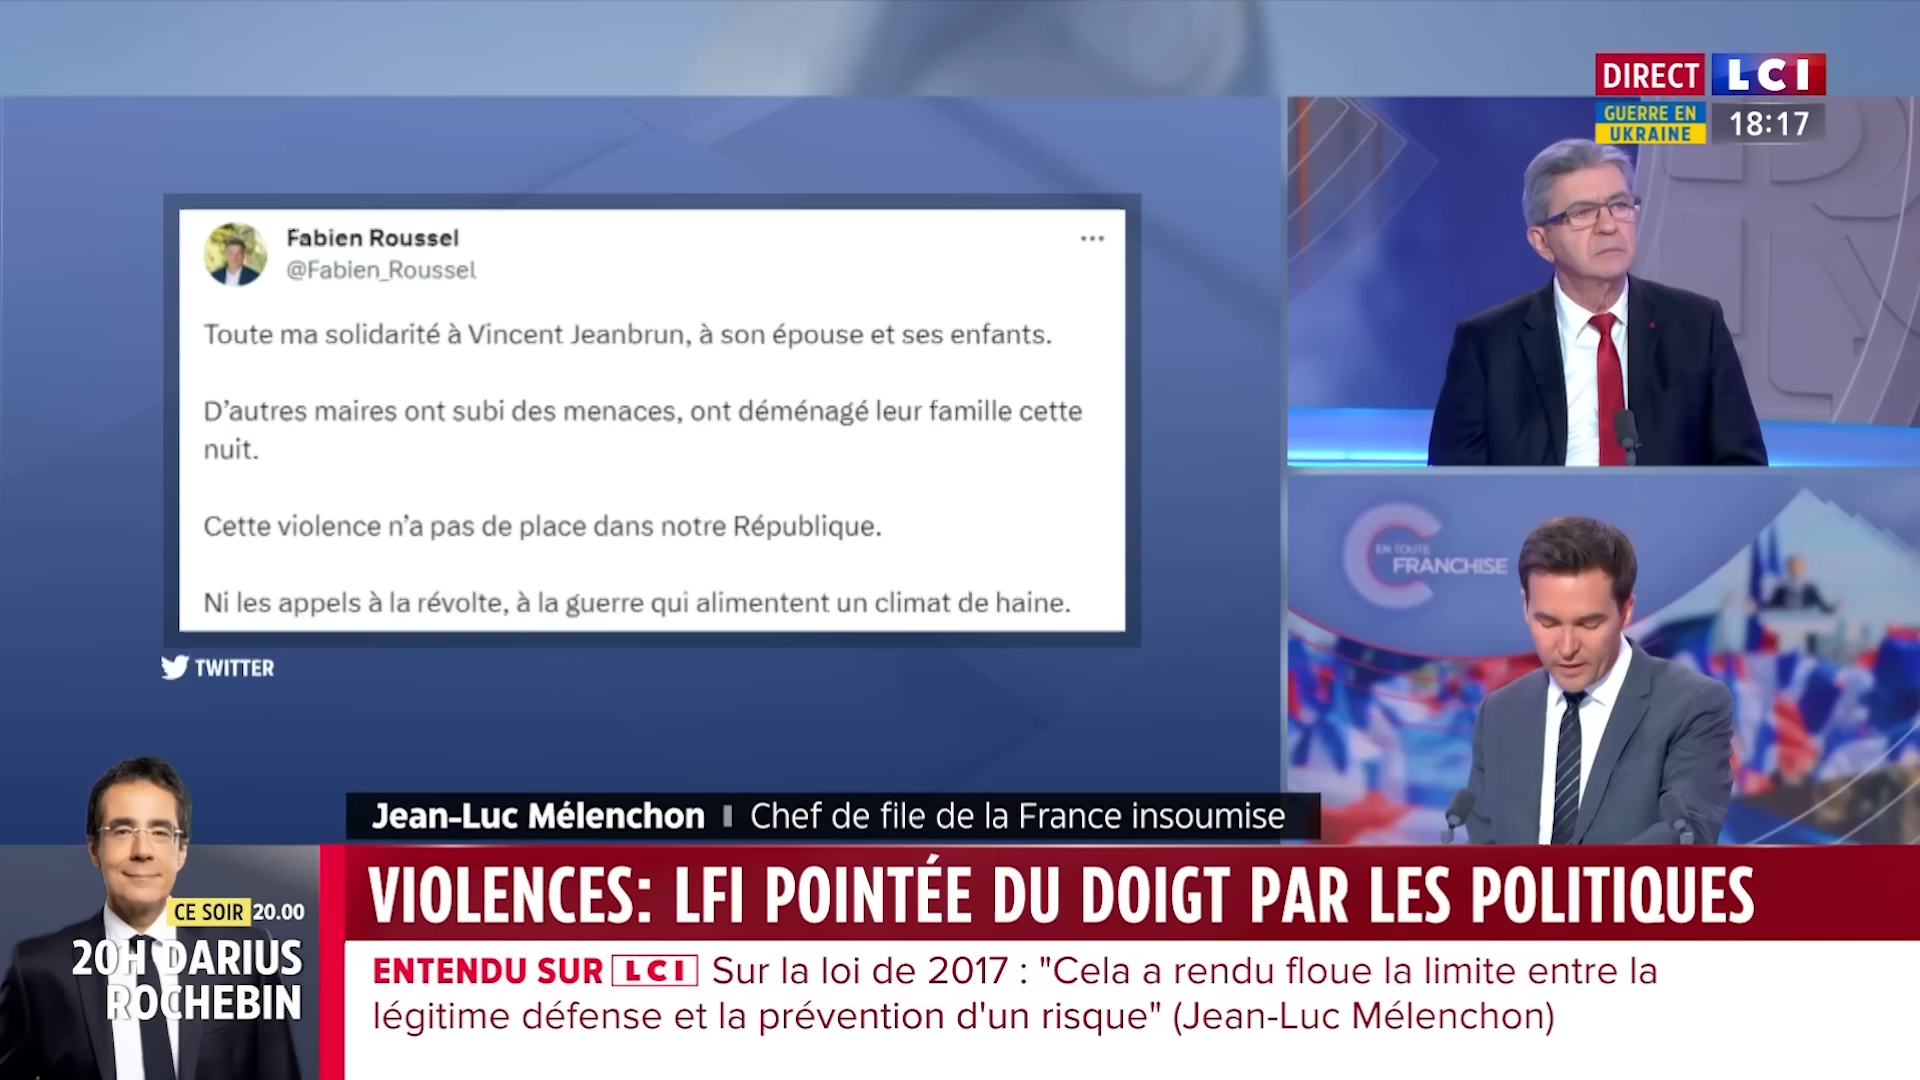 DIRECT LCI
GUERRE EN
UKRAINE
18:17
Fabien Roussel
@Fabien_Roussel
Toute ma solidarité à Vincent Jeanbrun, à son épouse et ses enfants.
D'autres maires ont subi des menaces, ont déménagé leur famille cette
nuit.
Cette violence n'a pas de place dans notre République.
Ni les appels à la révolte, à la guerre qui alimentent un climat de haine.
TWITTER
EN TOUTE
FRANCHISE
Jean-Luc Mélenchon Chef de file de la France insoumise
VIOLENCES: LFI POINTÉE DU DOIGT PAR LES POLITIQUES
CE SOIR 20.00
20H DARIUS
ROCHEBIN
ENTENDU SUR LCI Sur la loi de 2017 : "Cela a rendu floue la limite entre la
légitime défense et la prévention d'un risque" (Jean-Luc Mélenchon)